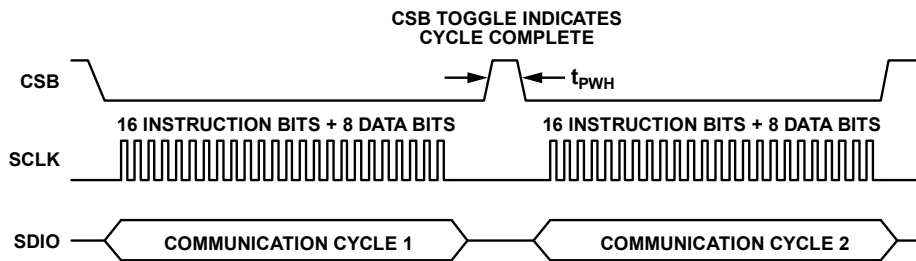 CSB TOGGLE INDICATES
CYCLE COMPLETE
CSB
tPWH
16 INSTRUCTION BITS + 8 DATA BITS
16 INSTRUCTION BITS + 8 DATA BITS
SCLK
SDIO
COMMUNICATION CYCLE 1
COMMUNICATION CYCLE 2